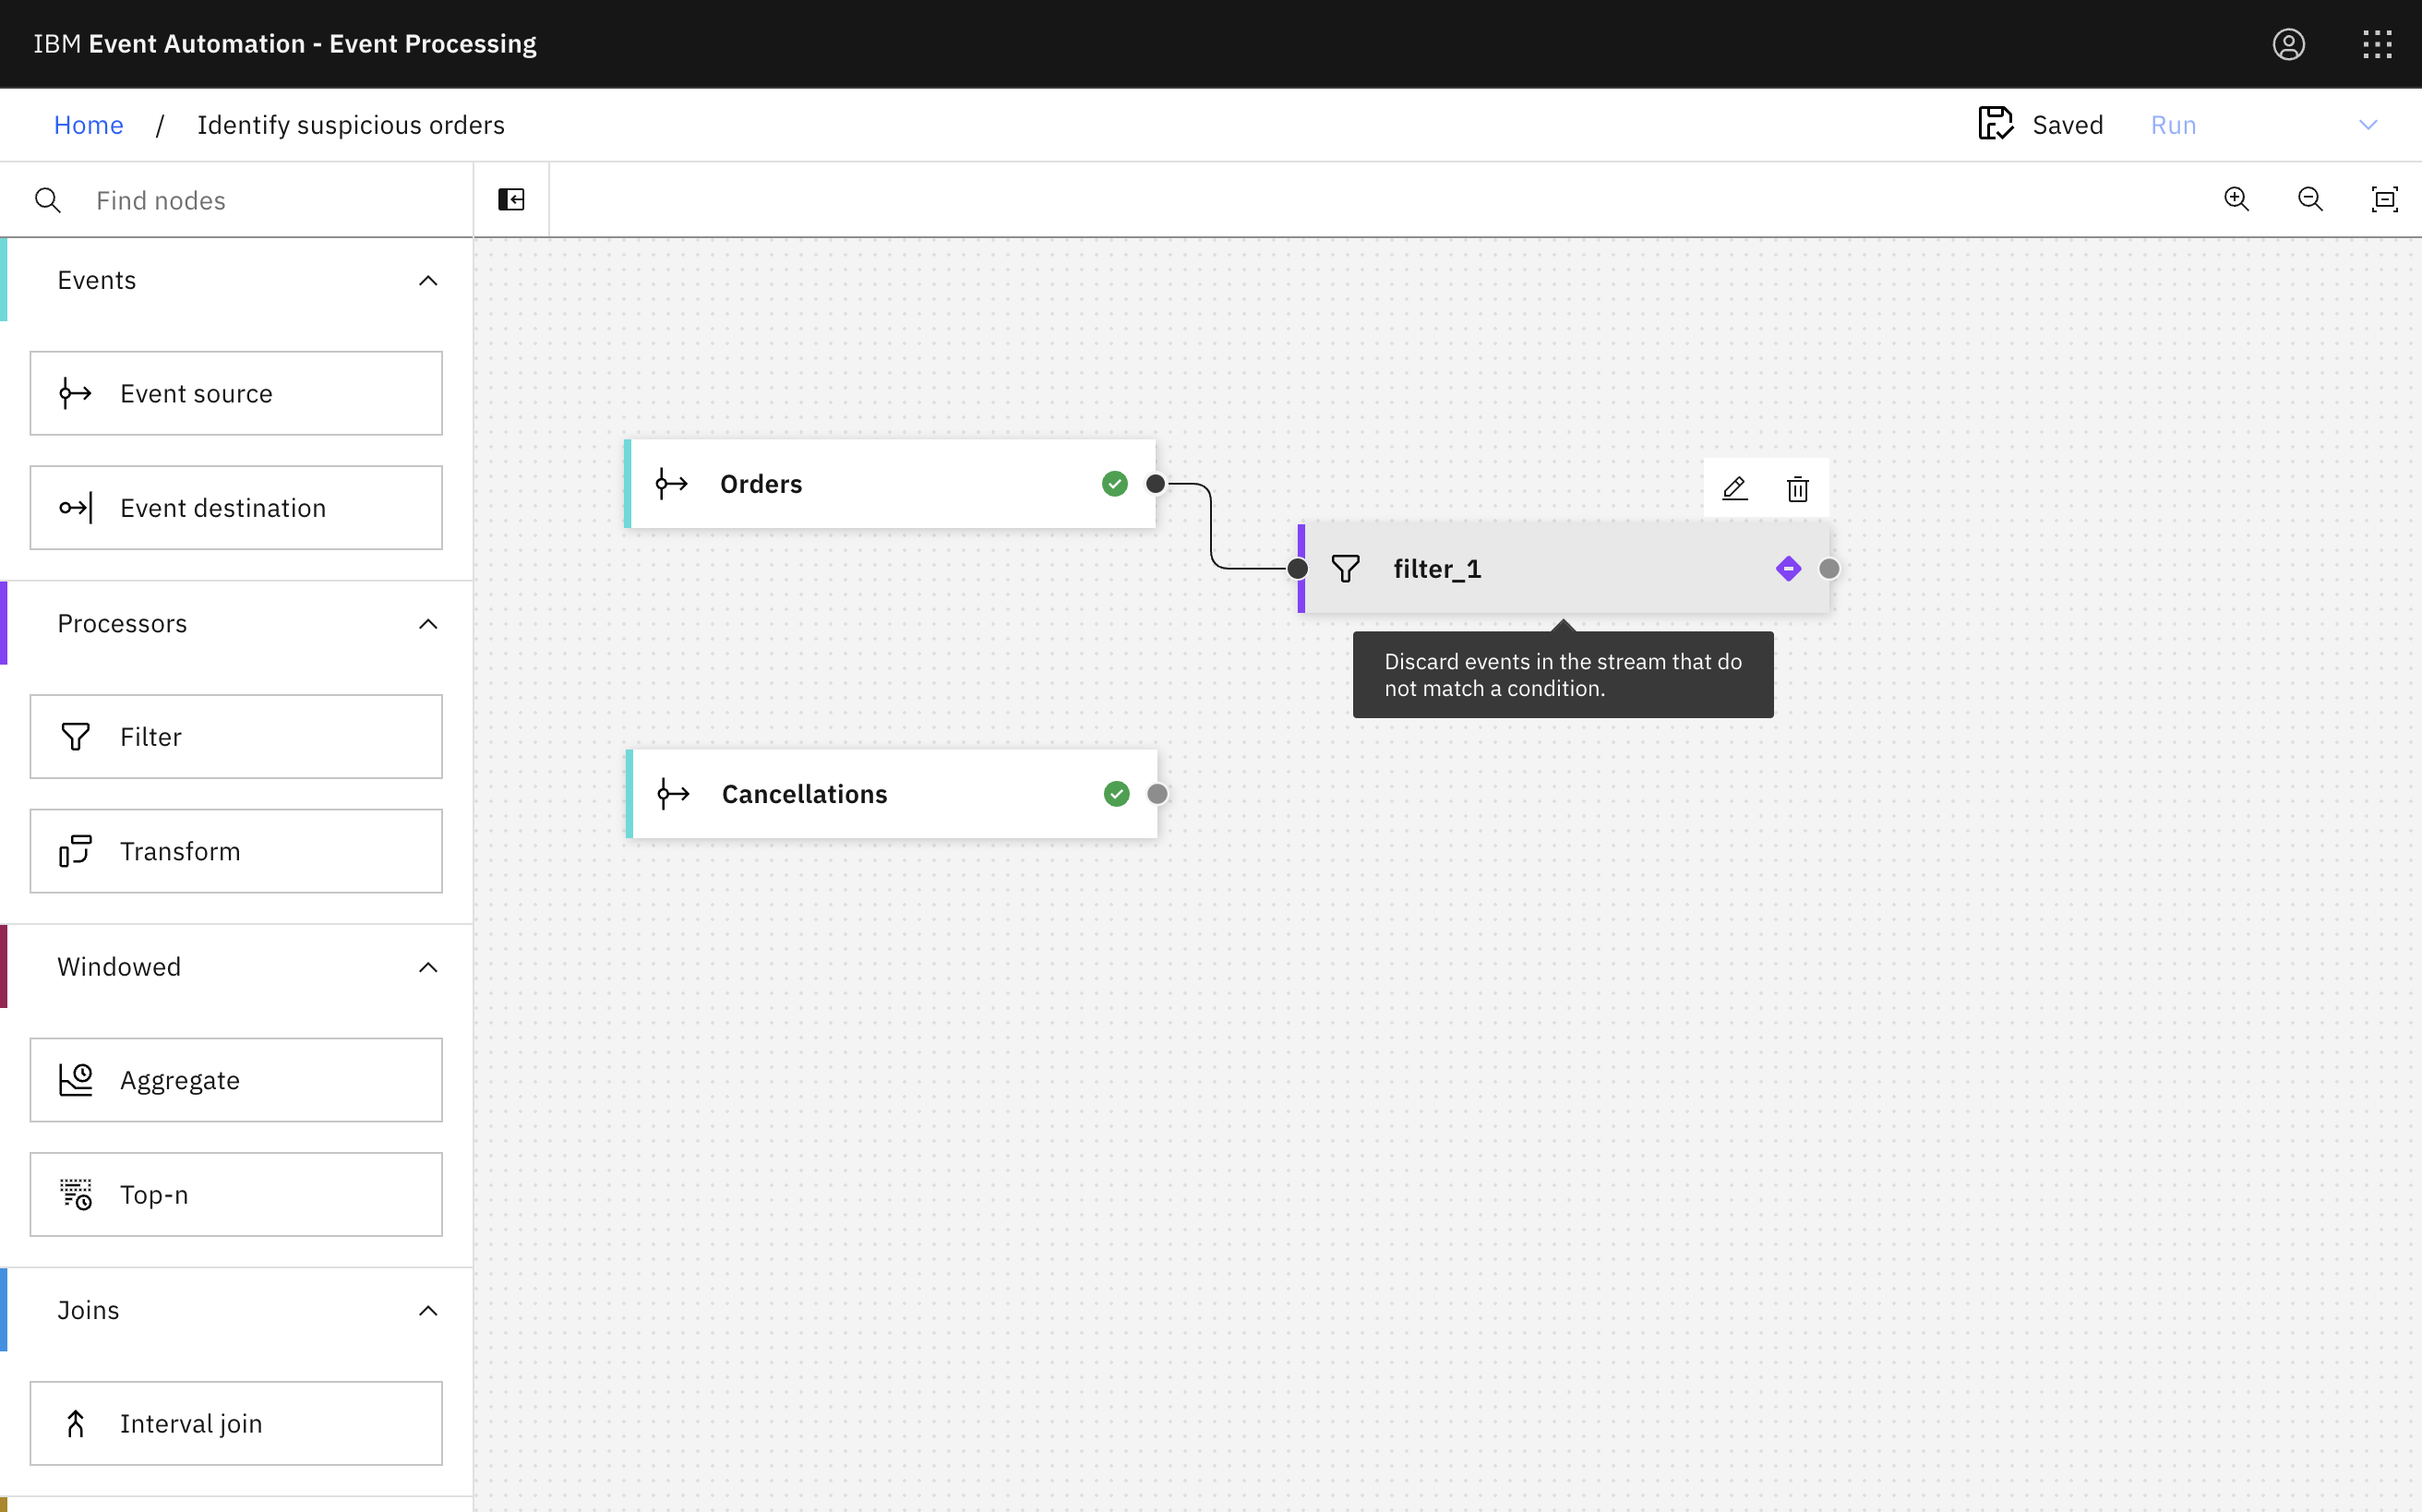 IBM Event Automation - Event Processing
Home / Identify suspicious orders
Saved
Run
Find nodes
Events
Event source
Event destination
Processors
Filter
Transform
Windowed
Aggregate
Top-n
Joins
Interval join
Orders
filter_1
Discard events in the stream that do
not match a condition.
Cancellations